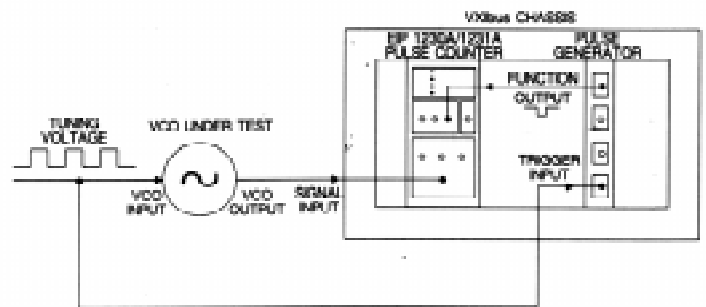 VXIbus CHASSIS
EIP 1230A/1231A
PULSE COUNTER
PULSE
GENERATOR
FUNCTION
OUTPUT
TUNING
VOLTAGE
VCO UNDER TEST
TRIGGER
INPUT
VCO
INPUT
VCO
OUTPUT
SIGNAL
INPUT